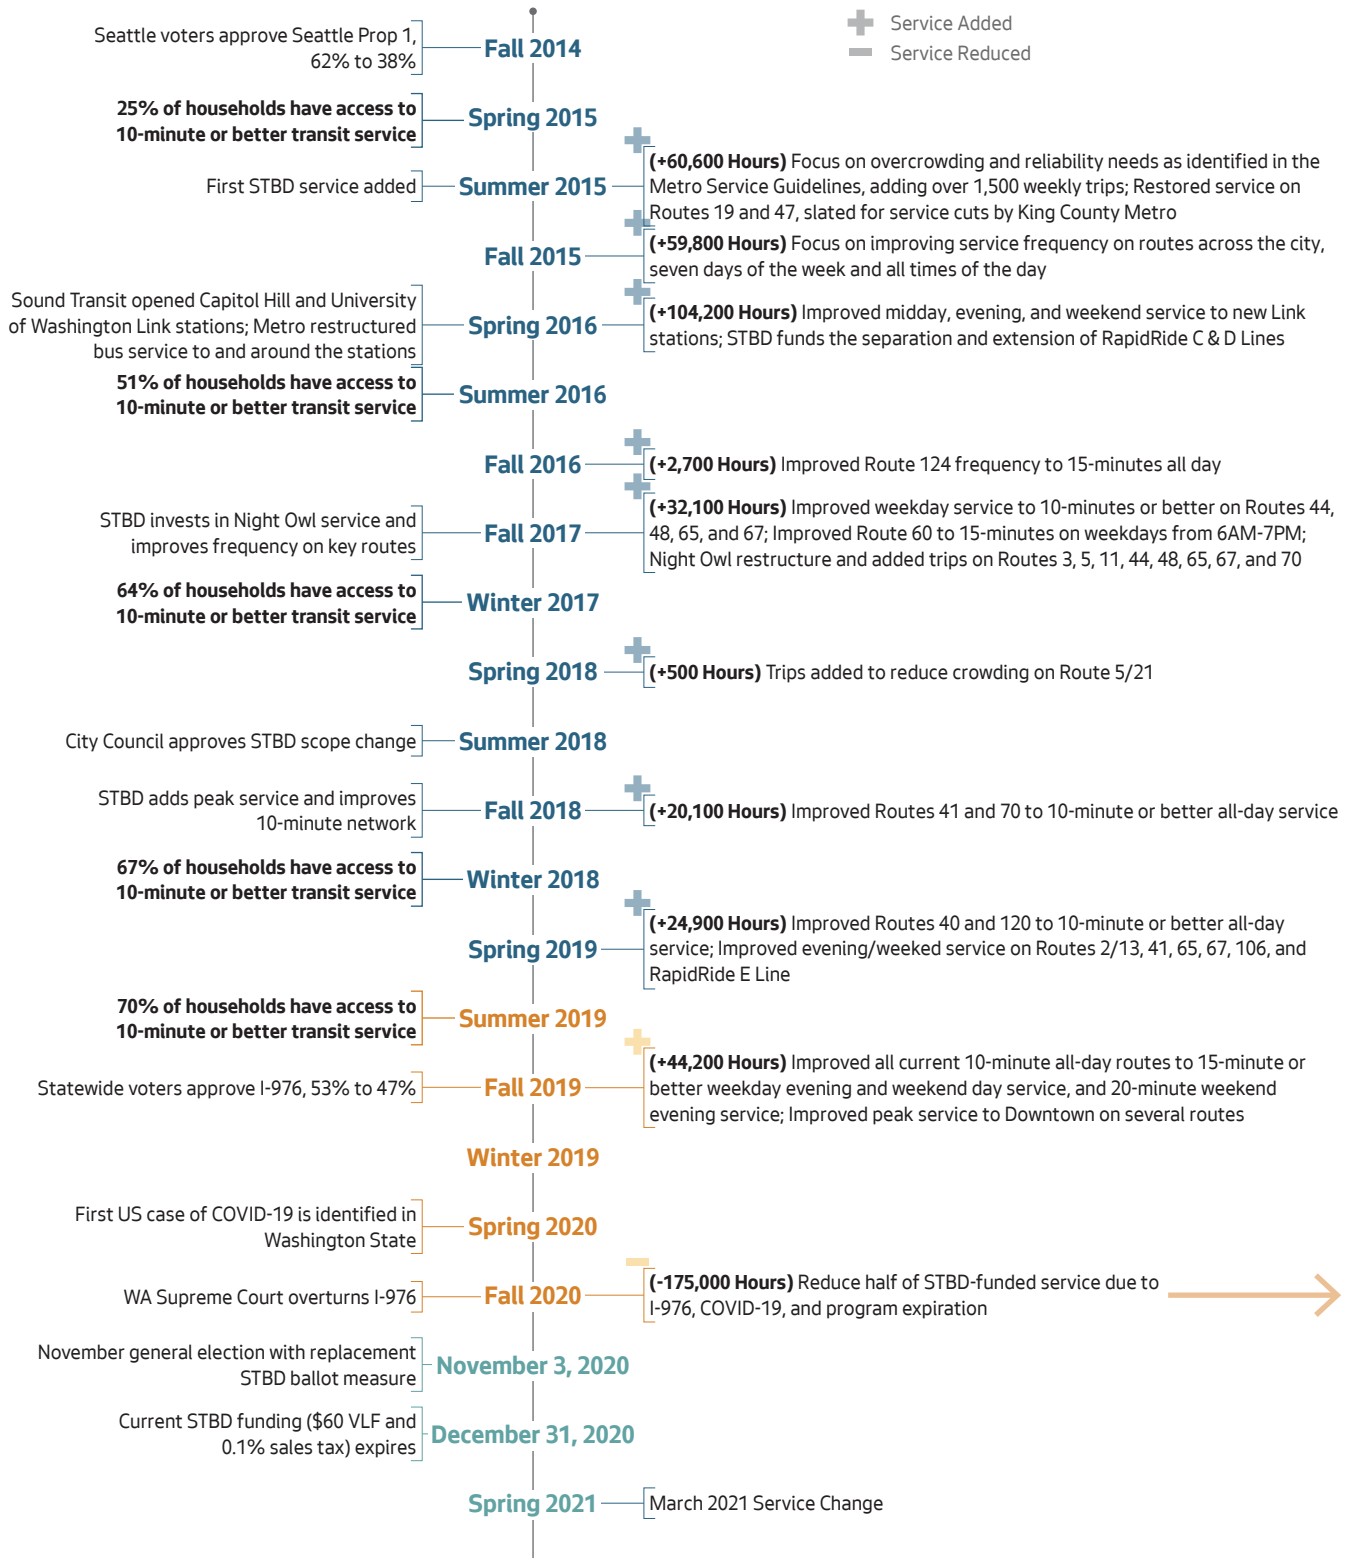 Service Added
Service Reduced
Seattle voters approve Seattle Prop 1,
62% to 38%
Fall 2014
25% of households have access to
10-minute or better transit service
Spring 2015
First STBD service added
Summer 2015
(+60,600 Hours) Focus on overcrowding and reliability needs as identified in the
Metro Service Guidelines, adding over 1,500 weekly trips; Restored service on
Routes 19 and 47, slated for service cuts by King County Metro
Fall 2015
(+59,800 Hours) Focus on improving service frequency on routes across the city,
seven days of the week and all times of the day
Sound Transit opened Capitol Hill and University
of Washington Link stations; Metro restructured
bus service to and around the stations
Spring 2016
(+104,200 Hours) Improved midday, evening, and weekend service to new Link
stations; STBD funds the separation and extension of RapidRide C & D Lines
51% of households have access to
10-minute or better transit service
Summer 2016
Fall 2016
(+2,700 Hours) Improved Route 124 frequency to 15-minutes all day
STBD invests in Night Owl service and
improves frequency on key routes
Fall 2017
(+32,100 Hours) Improved weekday service to 10-minutes or better on Routes 44,
48, 65, and 67; Improved Route 60 to 15-minutes on weekdays from 6AM-7PM;
Night Owl restructure and added trips on Routes 3, 5, 11, 44, 48, 65, 67, and 70
64% of households have access to
10-minute or better transit service
Winter 2017
Spring 2018
(+500 Hours) Trips added to reduce crowding on Route 5/21
City Council approves STBD scope change
Summer 2018
STBD adds peak service and improves
10-minute network
Fall 2018
(+20,100 Hours) Improved Routes 41 and 70 to 10-minute or better all-day service
67% of households have access to
10-minute or better transit service
Winter 2018
Spring 2019
(+24,900 Hours) Improved Routes 40 and 120 to 10-minute or better all-day
service; Improved evening/weeked service on Routes 2/13, 41, 65, 67, 106, and
RapidRide E Line
70% of households have access to
10-minute or better transit service
Summer 2019
Statewide voters approve I-976, 53% to 47%
Fall 2019
(+44,200 Hours) Improved all current 10-minute all-day routes to 15-minute or
better weekday evening and weekend day service, and 20-minute weekend
evening service; Improved peak service to Downtown on several routes
Winter 2019
First US case of COVID-19 is identified in
Washington State
Spring 2020
WA Supreme Court overturns I-976
Fall 2020
(-175,000 Hours) Reduce half of STBD-funded service due to
I-976, COVID-19, and program expiration
November general election with replacement
STBD ballot measure
November 3, 2020
Current STBD funding ($60 VLF and
0.1% sales tax) expires
December 31, 2020
Spring 2021
March 2021 Service Change